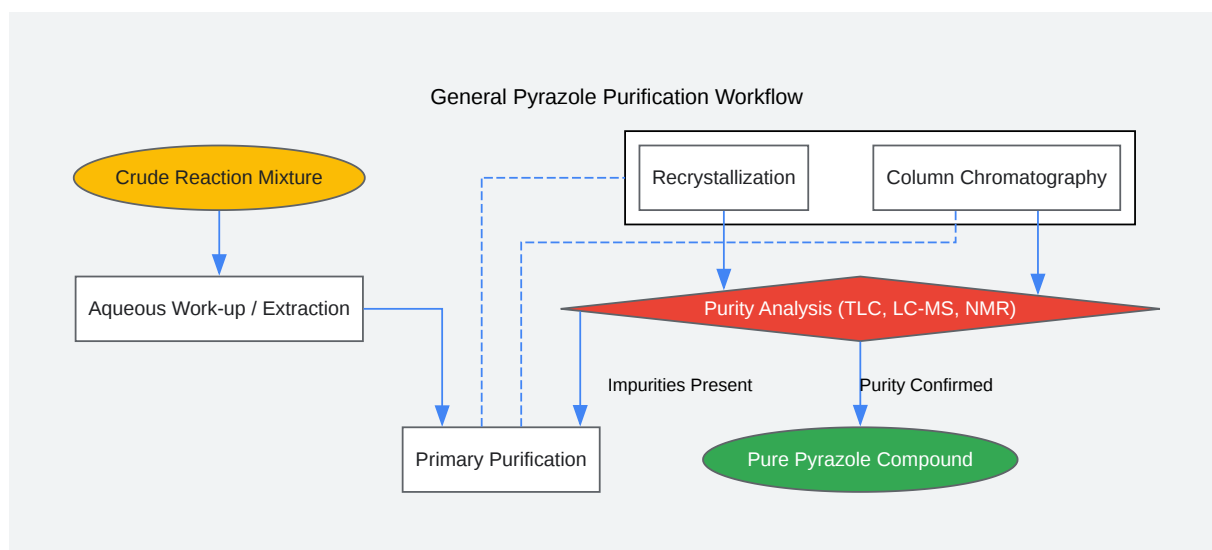 General Pyrazole Purification Workflow
Crude Reaction Mixture
Recrystallization
Column Chromatography
Aqueous Work-up / Extraction
Purity Analysis (TLC, LC-MS, NMR)
Impurities Present
Purity Confirmed
Primary Purification
Pure Pyrazole Compound